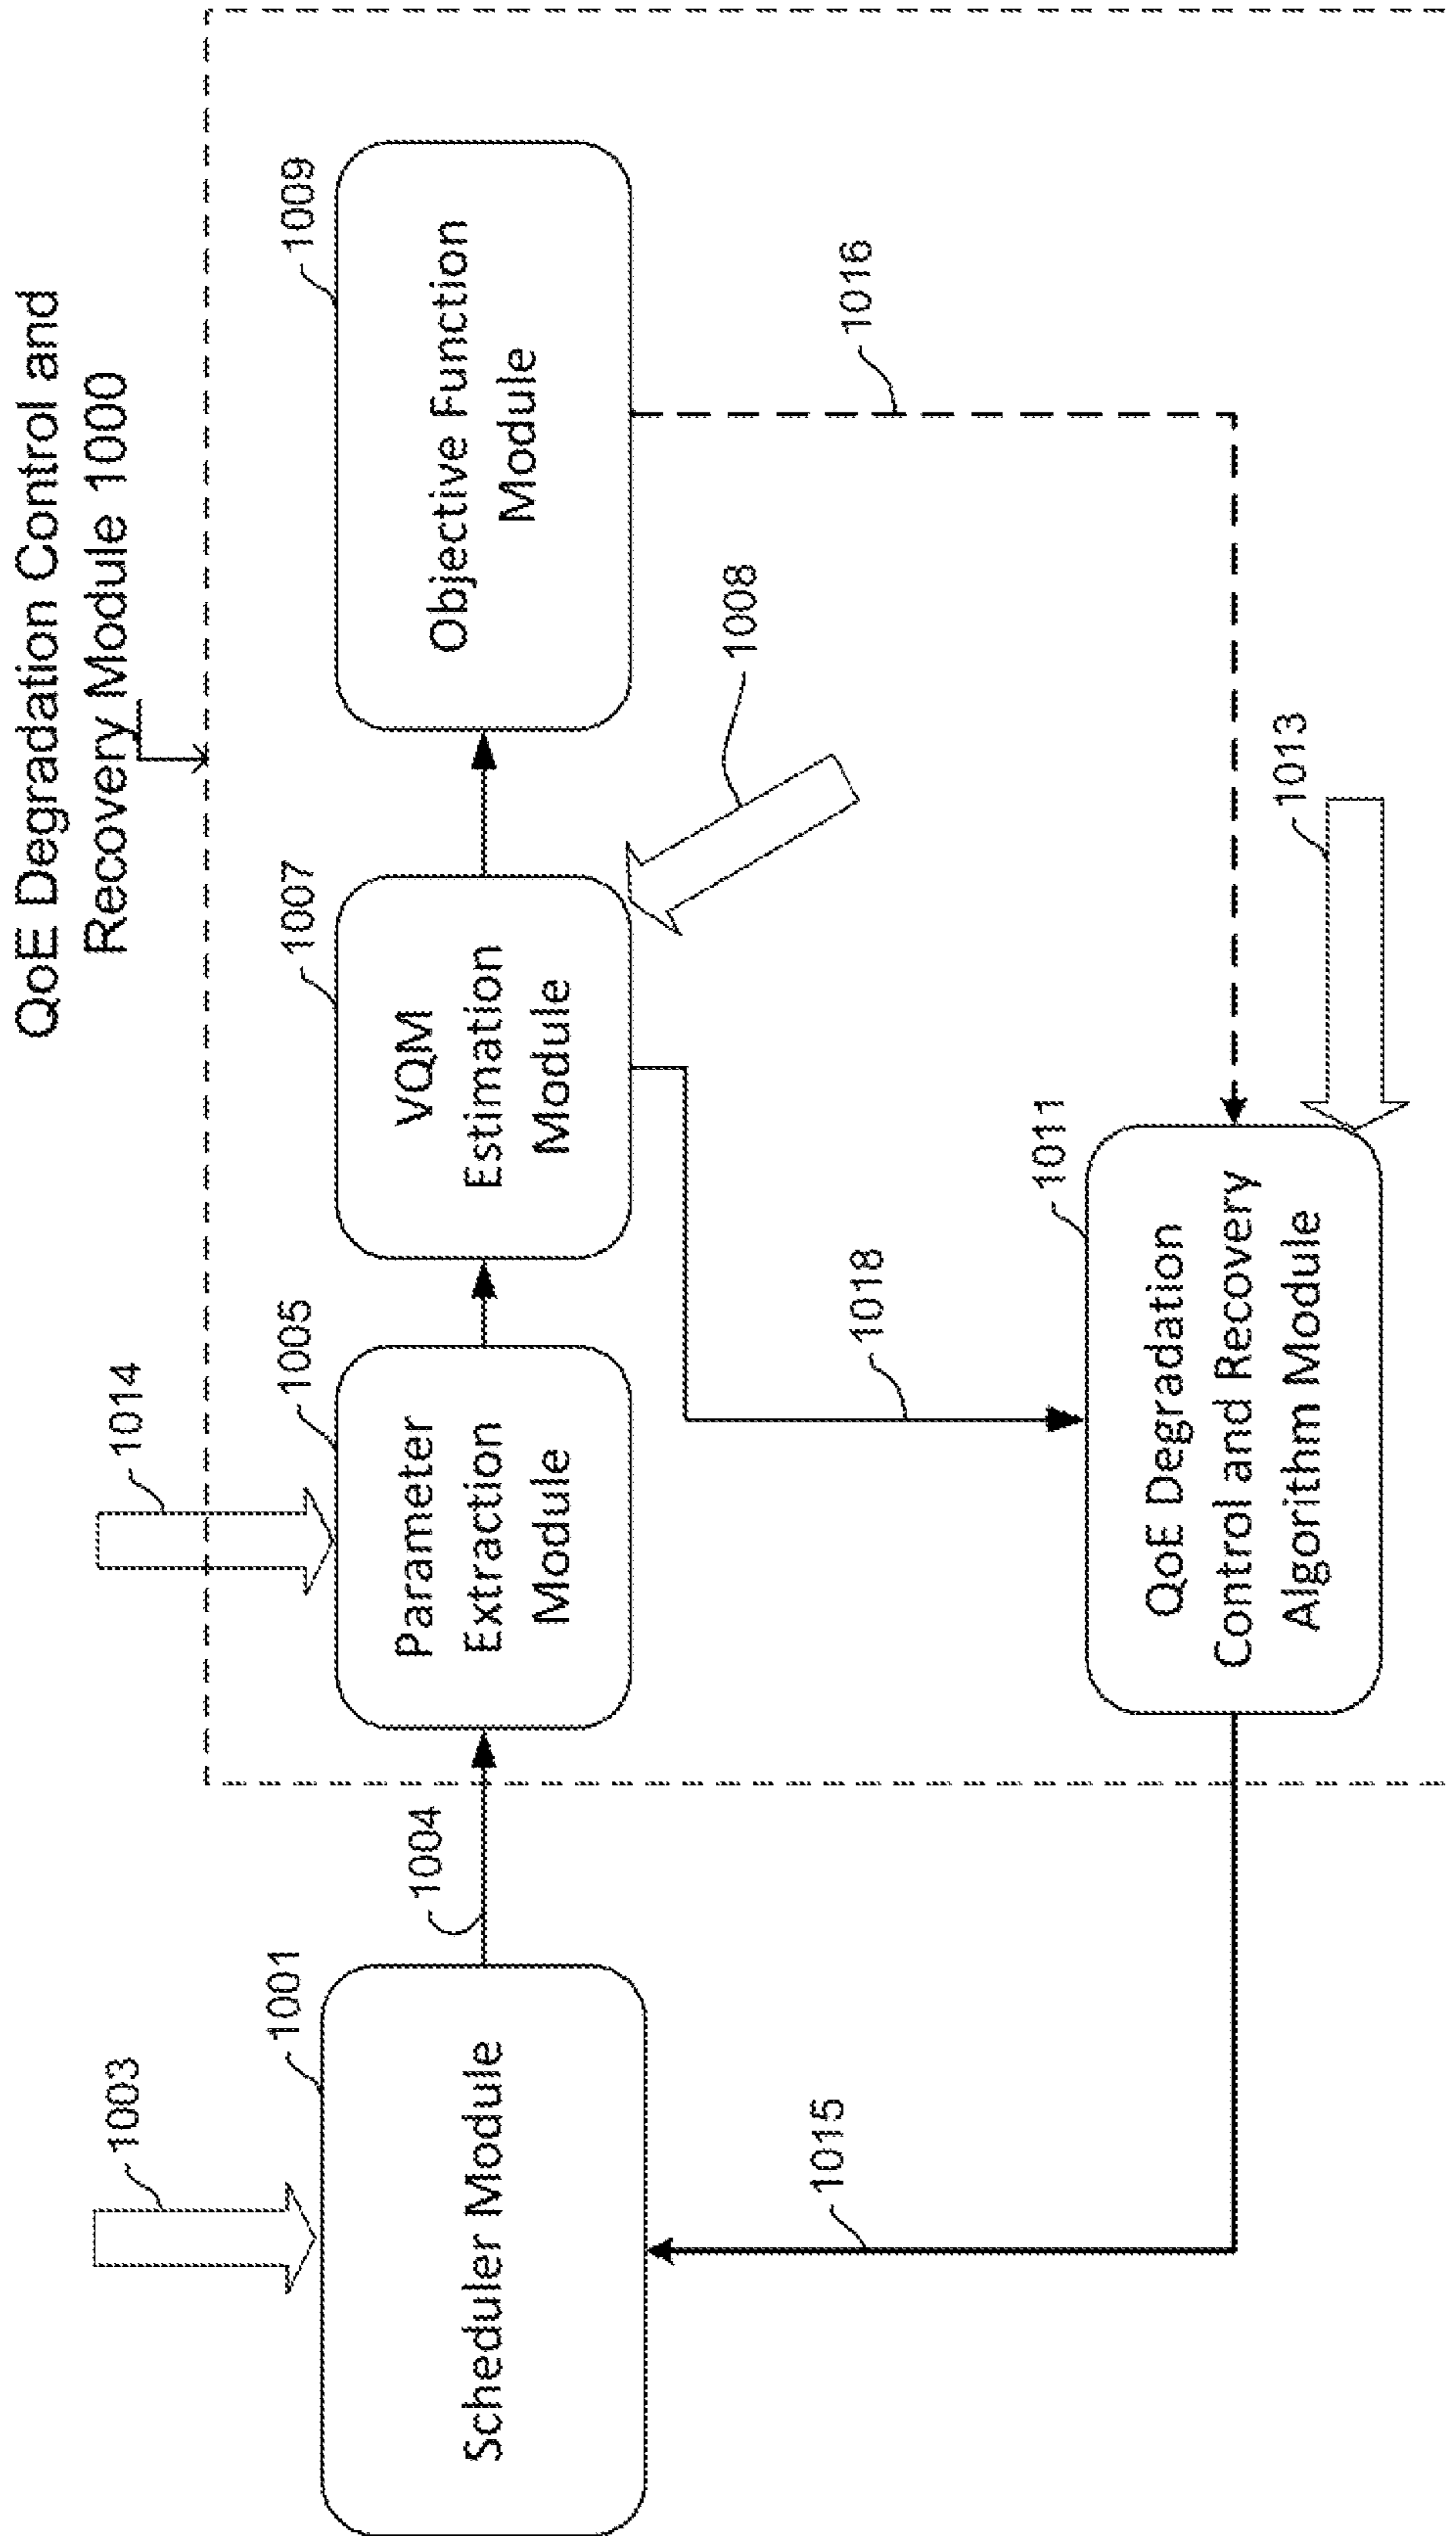 QoE Degradation Control and
Recovery Module 1000
1003
1001
Scheduler Module
1004
1014
1005
Parameter
Extraction
Module
1007
VQM
Estimation
Module
1008
1009
Objective Function
Module
1015
1018
1016
1011
QoE Degradation
Control and Recovery
Algorithm Module
1013